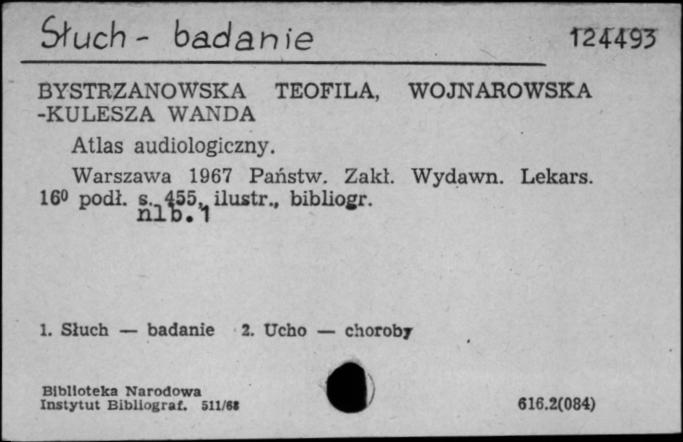 Słuch - badanie 124493
BYSTRZANOWSKA TEOFILA, WOJNAROWSKA
-KULESZA WANDA
Atlas audiologiczny.
Warszawa 1967 Państw. Zakł. Wydawn. Lekars.
16⁰ podł. s. 455, ilustr., bibliogr.
nlb.1
1. Słuch — badanie 2. Ucho — choroby
Biblioteka Narodowa
Instytut Bibliograf. 511/68 616.2(084)